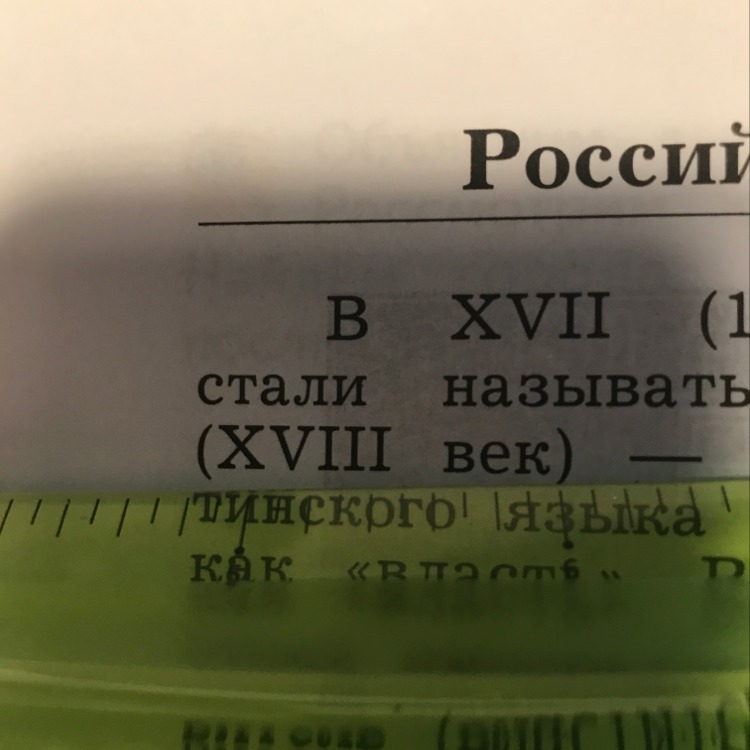 Россий
В XVII (1
стали называть
(XVIII век) —
тинского языка
как «власть».